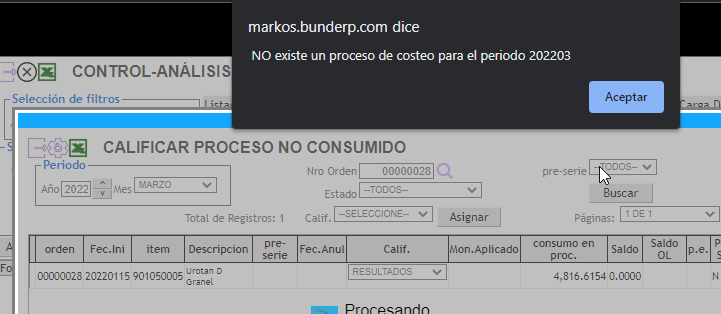 markos.bunderp.com dice
NO existe un proceso de costeo para el periodo 202203
Aceptar
CONTROL-ANÁLISIS
Selección de filtros
Carga D
CALIFICAR PROCESO NO CONSUMIDO
Periodo
Año 2022 Mes MARZO
Nro Orden 00000028
pre-serie --TODOS--
Estado --TODOS--
Buscar
Total de Registros: 1 Calif. --SELECCIONE-- Asignar Páginas: 1 DE 1
orden Fec.Ini item Descripcion pre-serie Fec.Anul Calif. Mon.Aplicado consumo en proc. Saldo Saldo OL p.e.
00000028 20220115 901050005 Urotan D Granel RESULTADOS 4,816.6154 0.0000 N
Procesando